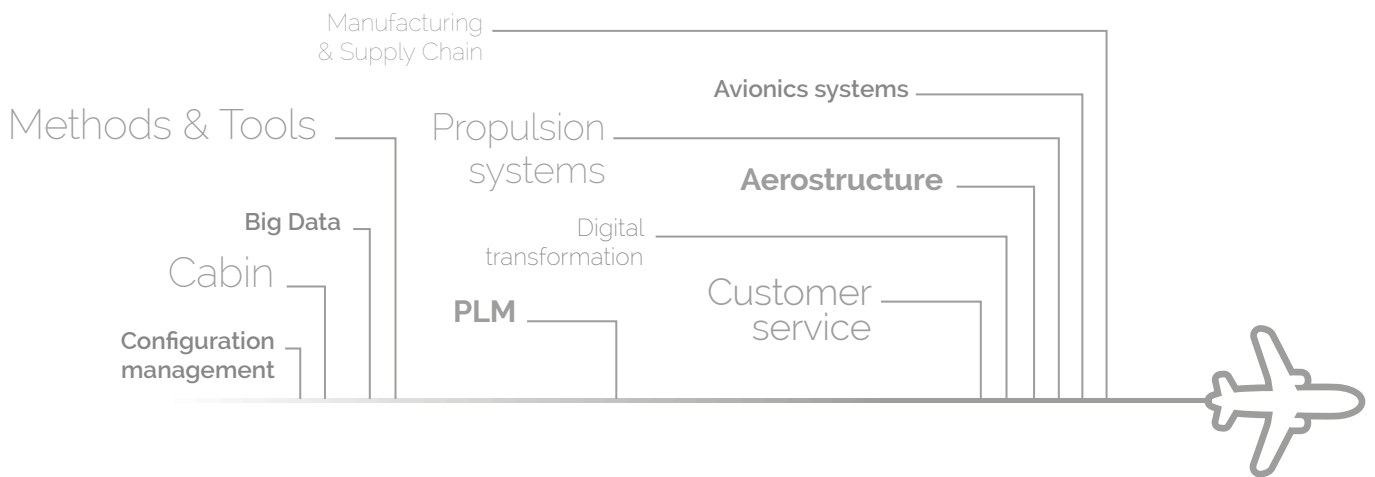 Manufacturing
& Supply Chain
Avionics systems
Methods & Tools
Propulsion
systems
Aerostructure
Big Data
Digital
transformation
Cabin
Customer
service
PLM
Configuration
management